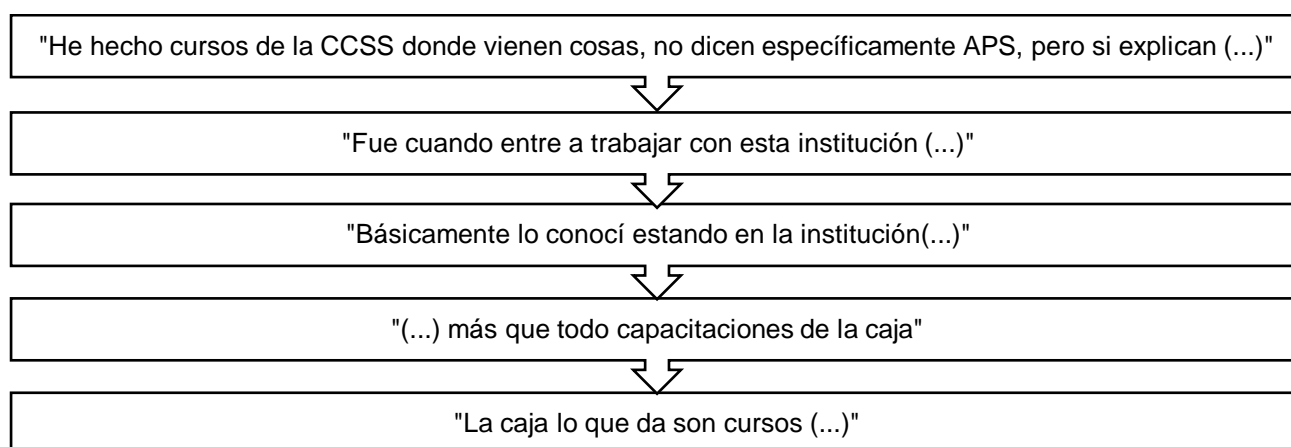 "He hecho cursos de la CCSS donde vienen cosas, no dicen específicamente APS, pero si explican (...)"
"Fue cuando entre a trabajar con esta institución (...)"
"Básicamente lo conocí estando en la institución(...)"
"(...) más que todo capacitaciones de la caja"
"La caja lo que da son cursos (...)"